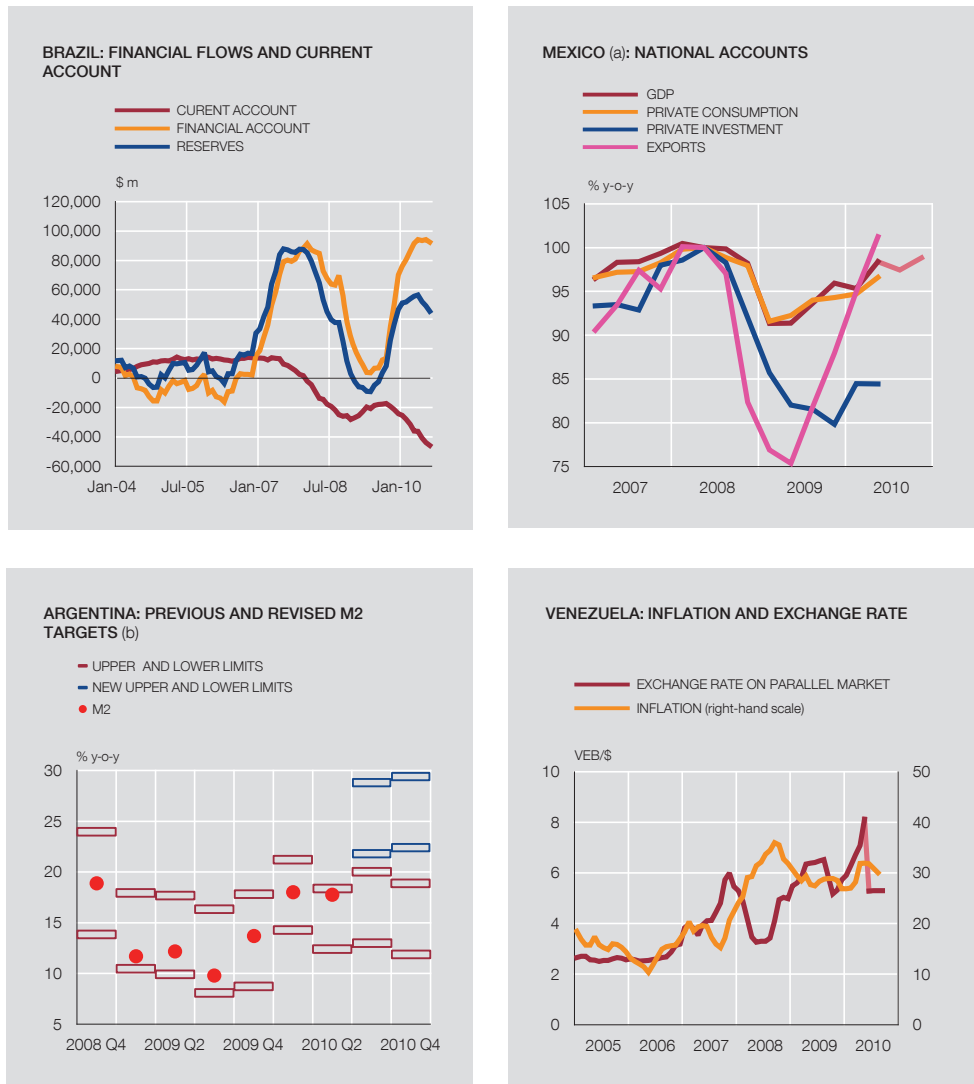 BRAZIL: FINANCIAL FLOWS AND CURRENT
ACCOUNT
CURENT ACCOUNT
FINANCIAL ACCOUNT
RESERVES
$ m
120,000
100,000
80,000
60,000
40,000
20,000
0
-20,000
-40,000
-60,000
Jan-04 Jul-05 Jan-07 Jul-08 Jan-10
MEXICO (a): NATIONAL ACCOUNTS
GDP
PRIVATE CONSUMPTION
PRIVATE INVESTMENT
EXPORTS
% y-o-y
105
100
95
90
85
80
75
2007 2008 2009 2010
ARGENTINA: PREVIOUS AND REVISED M2
TARGETS (b)
UPPER AND LOWER LIMITS
NEW UPPER AND LOWER LIMITS
M2
% y-o-y
30
25
20
15
10
5
2008 Q4 2009 Q2 2009 Q4 2010 Q2 2010 Q4
VENEZUELA: INFLATION AND EXCHANGE RATE
EXCHANGE RATE ON PARALLEL MARKET
INFLATION (right-hand scale)
VEB/$
10 50
8 40
6 30
4 20
2 10
0 0
2005 2006 2007 2008 2009 2010